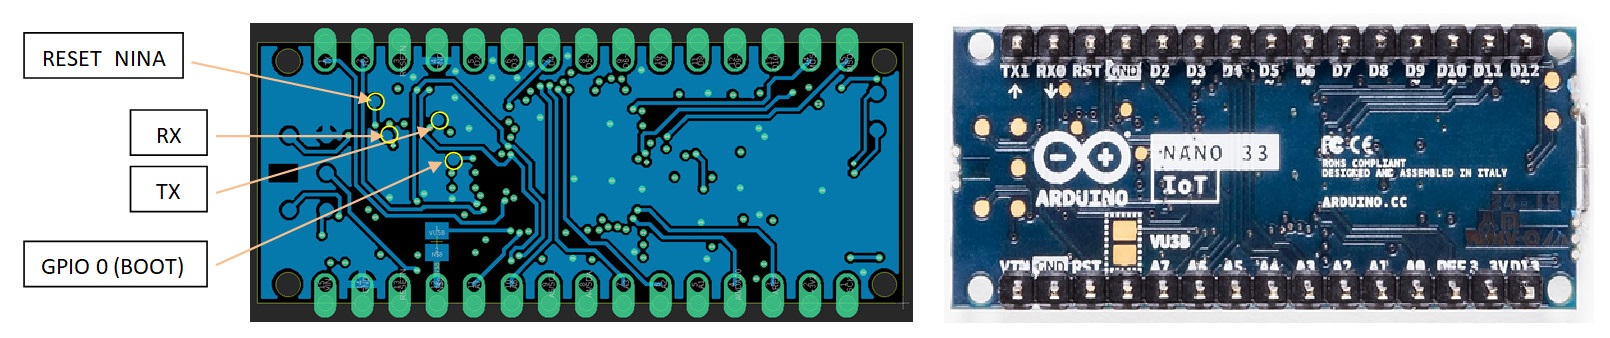 RESET NINA
RX
TX
GPIO 0 (BOOT)
VUSB
TX1 RX0 RST GND D2 D3 D4 D5 D6 D7 D8 D9 D10 D11 D12
NANO 33
IoT
ARDUINO
CE
ROHS COMPLIANT
DESIGNED AND ASSEMBLED IN ITALY
ARDUINO.CC
VUSB
VIN GND RST A7 A6 A5 A4 A3 A2 A1 A0 REF 3.3V D13